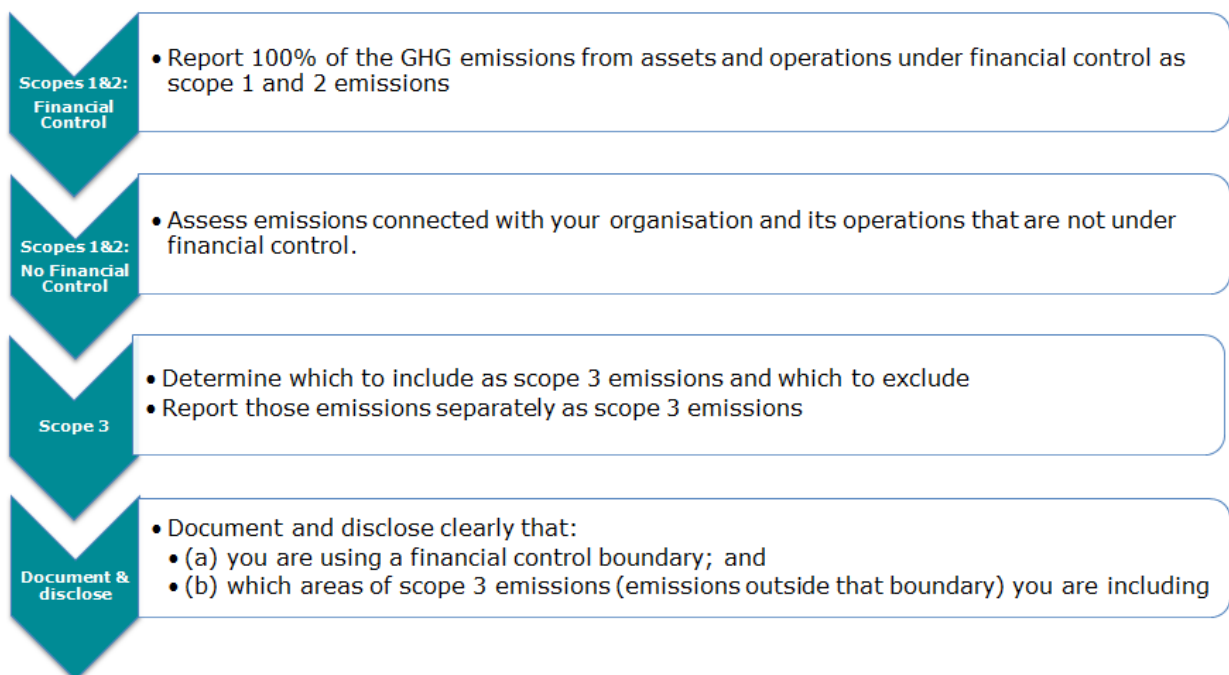 Scopes 1&2:
Financial
Control
• Report 100% of the GHG emissions from assets and operations under financial control as
scope 1 and 2 emissions
Scopes 1&2:
No Financial
Control
• Assess emissions connected with your organisation and its operations that are not under
financial control.
Scope 3
• Determine which to include as scope 3 emissions and which to exclude
• Report those emissions separately as scope 3 emissions
Document &
disclose
• Document and disclose clearly that:
• (a) you are using a financial control boundary; and
• (b) which areas of scope 3 emissions (emissions outside that boundary) you are including